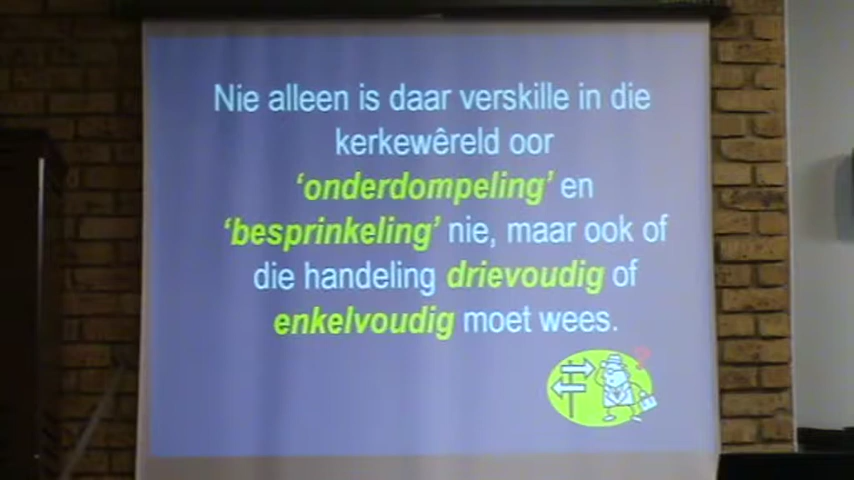 Nie alleen is daar verskille in die
kerkewêreld oor
‘onderdompeling’ en
‘besprinkeling’ nie, maar ook of
die handeling drievoudig of
enkelvoudig moet wees.
?